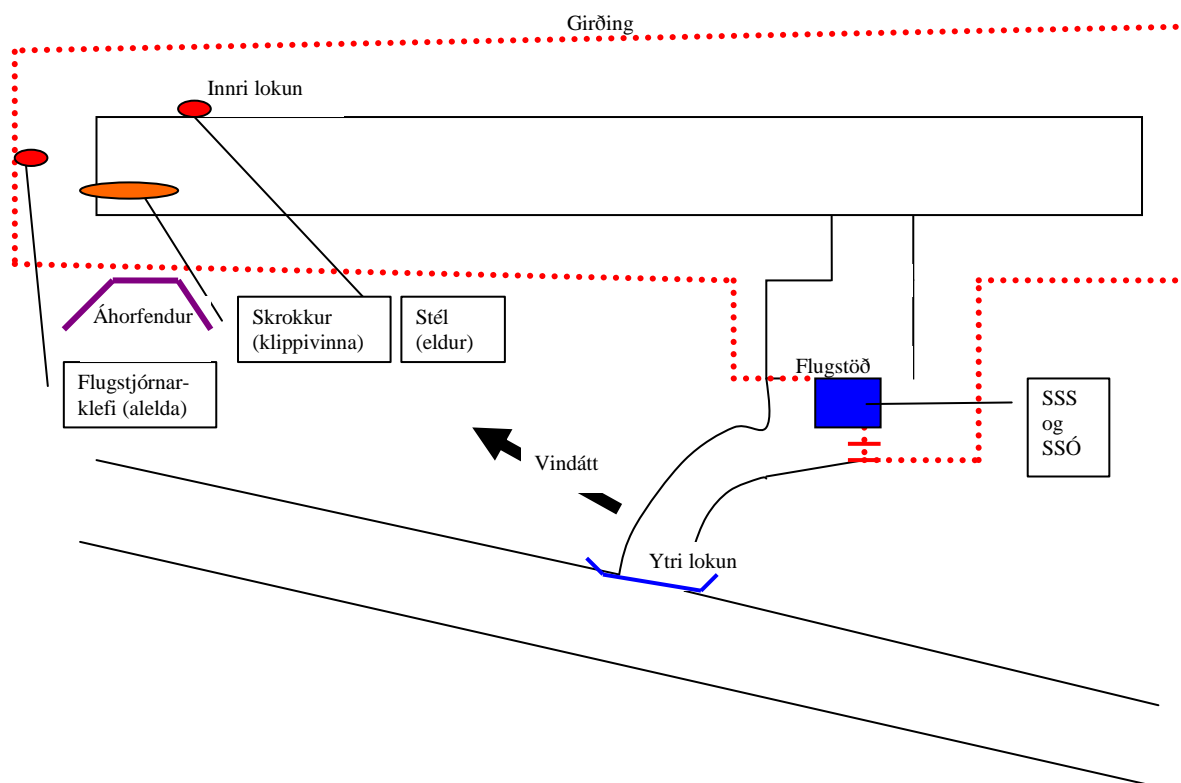 Girðing
Innri lokun
Áhorfendur
Skrokkur
(klippivinna)
Stél
(eldur)
Flugstjórnar-
klefi (alelda)
Flugstöð
SSS
og
SSÓ
Vindátt
Ytri lokun